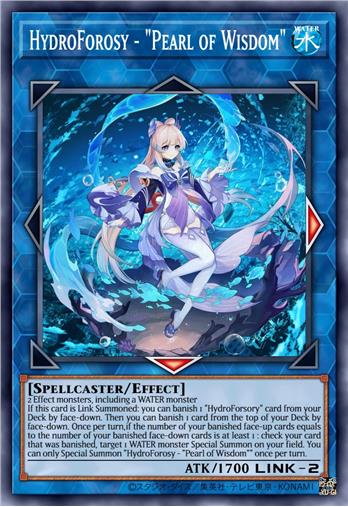 HydroForosy - "Pearl of Wisdom"
WATER
水
[SPELLCASTER/EFFECT]
2 Effect monsters, including a WATER monster
If this card is Link Summoned: you can banish 1 "HydroForsory" card from your
Deck by face-down. Then you can banish 1 card from the top of your Deck by
face-down. Once per turn,if the number of your banished face-up cards equals
to the number of your banished face-down cards is at least 1 : check your card
that was banished, target 1 WATER monster Special Summon on your field. You
can only Special Summon "HydroForosy - "Pearl of Wisdom"" once per turn.
ATK/1700 LINK-2
©スタジオ・ダイス/集英社・テレビ東京・KONAMI